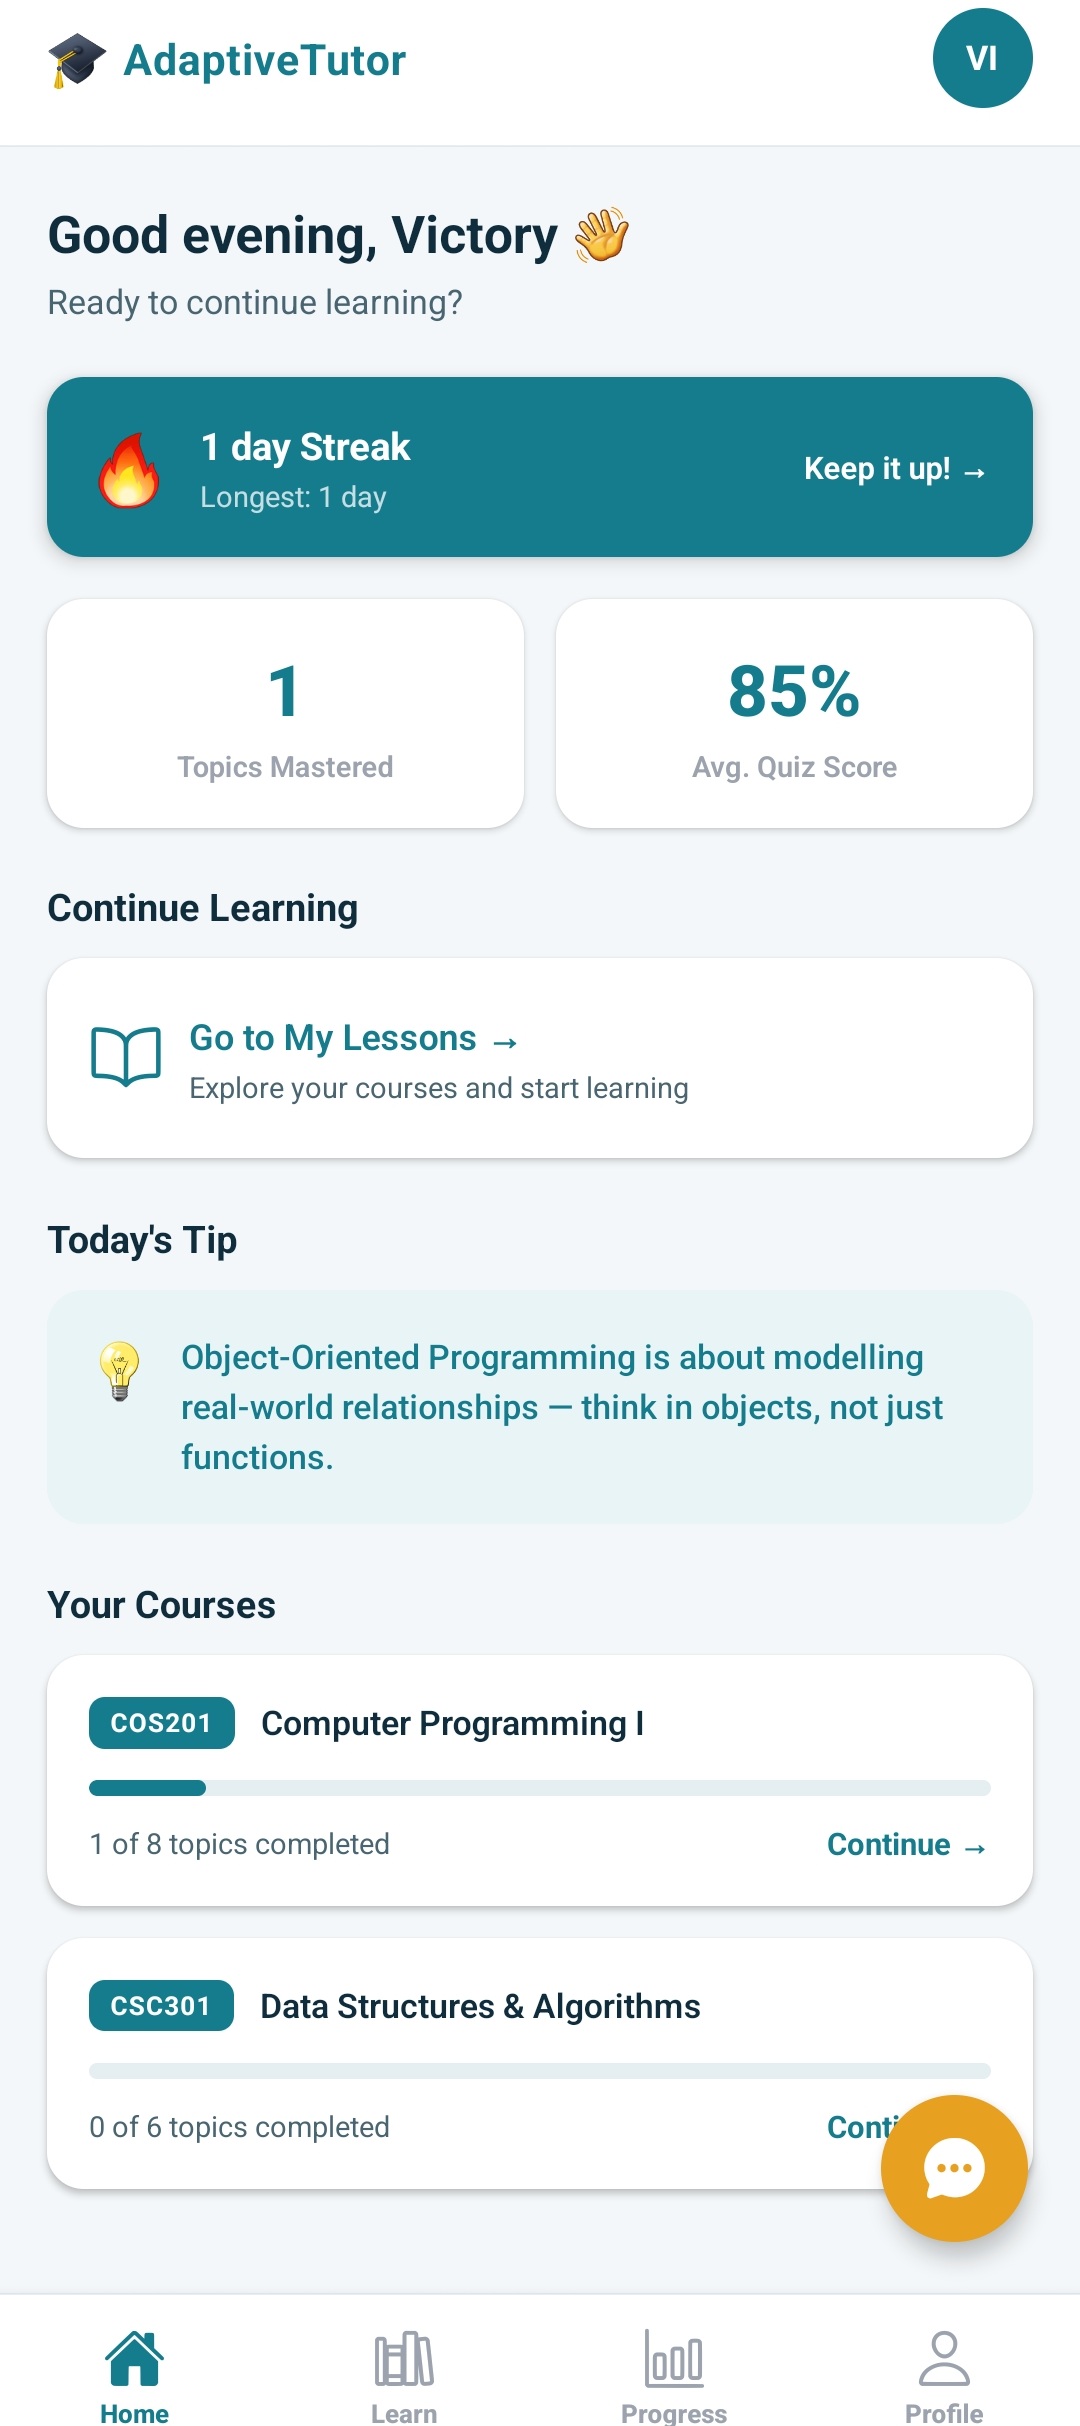 AdaptiveTutor
VI
Good evening, Victory 👋
Ready to continue learning?
1 day Streak
Longest: 1 day
Keep it up! →
1
Topics Mastered
85%
Avg. Quiz Score
Continue Learning
Go to My Lessons →
Explore your courses and start learning
Today's Tip
Object-Oriented Programming is about modelling
real-world relationships — think in objects, not just
functions.
Your Courses
COS201 Computer Programming I
1 of 8 topics completed
Continue →
CSC301 Data Structures & Algorithms
0 of 6 topics completed
Home
Learn
Progress
Profile